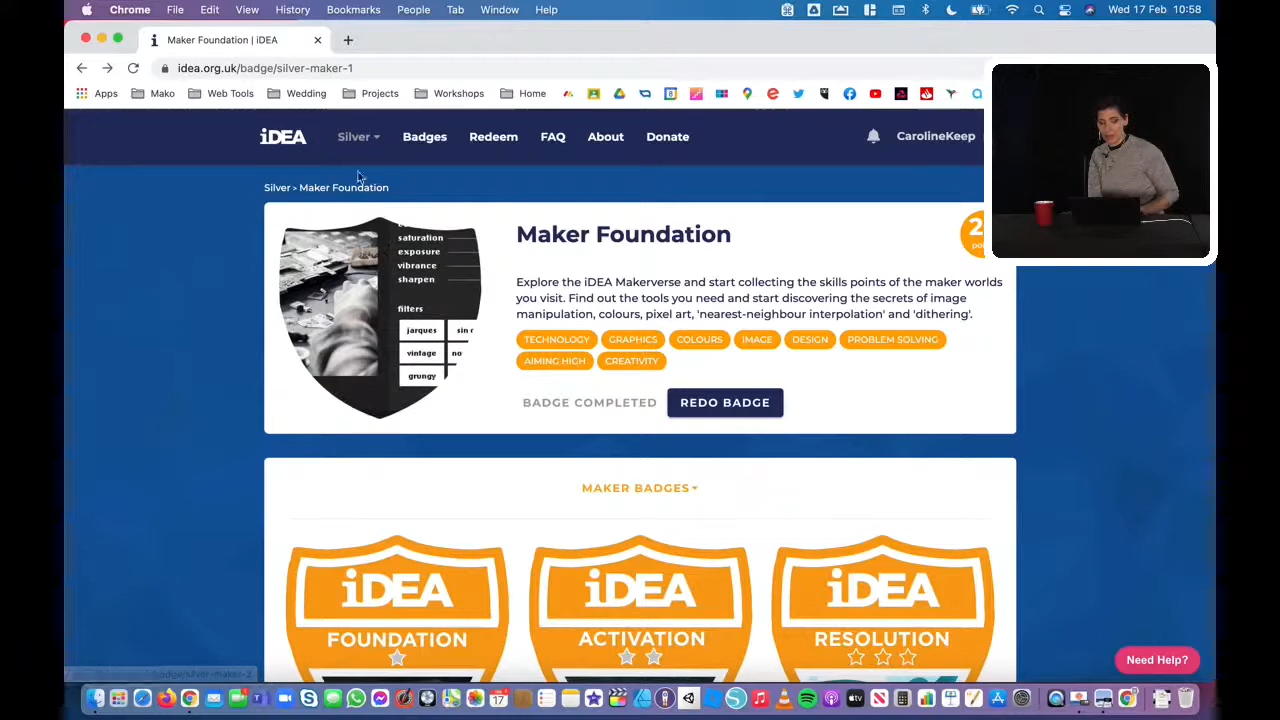 Chrome File Edit View History Bookmarks People Tab Window Help Wed 17 Feb 10:58
Maker Foundation | iDEA
idea.org.uk/badge/silver-maker-1
Apps Mako Web Tools Wedding Projects Workshops Home
iDEA Silver Badges Redeem FAQ About Donate CarolineKeep
Silver > Maker Foundation
saturation
exposure
vibrance
sharpen
filters
jarques
vintage
grungy
Maker Foundation
Explore the iDEA Makerverse and start collecting the skills points of the maker worlds
you visit. Find out the tools you need and start discovering the secrets of image
manipulation, colours, pixel art, 'nearest-neighbour interpolation' and 'dithering'.
TECHNOLOGY GRAPHICS COLOURS IMAGE DESIGN PROBLEM SOLVING
AIMING HIGH CREATIVITY
BADGE COMPLETED REDO BADGE
MAKER BADGES
iDEA iDEA iDEA
FOUNDATION ACTIVATION RESOLUTION
Need Help?
/badge/silver-maker-2